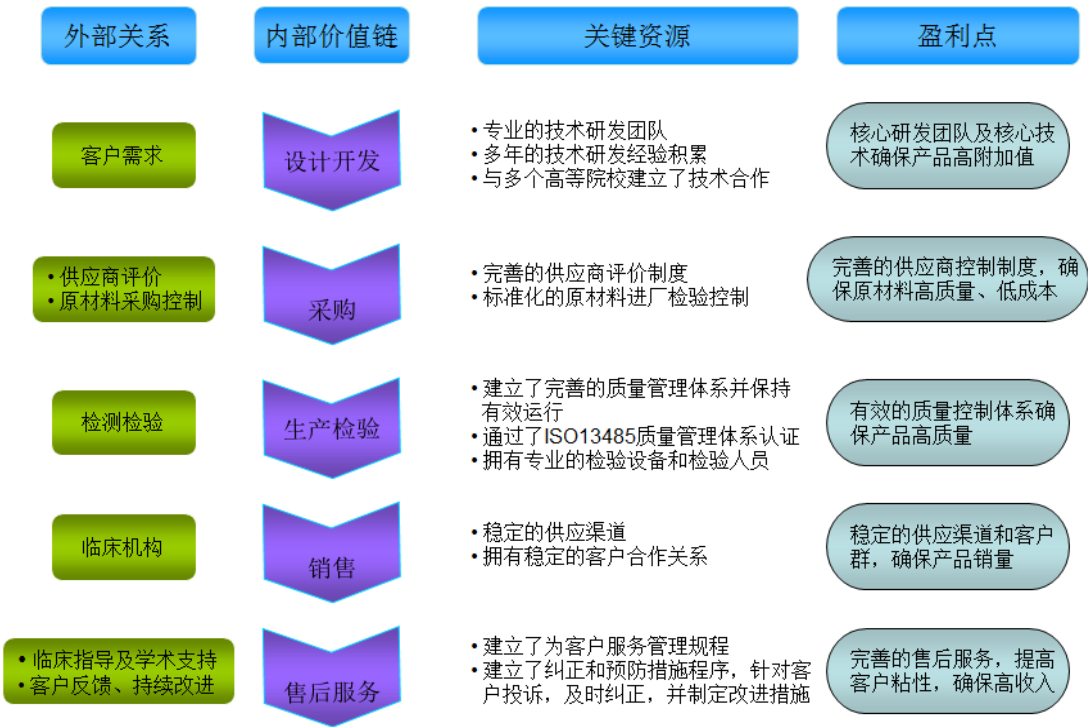 外部关系
内部价值链
关键资源
盈利点
客户需求
设计开发
• 专业的技术研发团队
• 多年的技术研发经验积累
• 与多个高等院校建立了技术合作
核心研发团队及核心技
术确保产品高附加值
• 供应商评价
• 原材料采购控制
采购
• 完善的供应商评价制度
• 标准化的原材料进厂检验控制
完善的供应商控制制度，确
保原材料高质量、低成本
检测检验
生产检验
• 建立了完善的质量管理体系并保持
有效运行
• 通过了ISO13485质量管理体系认证
• 拥有专业的检验设备和检验人员
有效的质量控制体系确
保产品高质量
临床机构
销售
• 稳定的供应渠道
• 拥有稳定的客户合作关系
稳定的供应渠道和客户
群，确保产品销量
• 临床指导及学术支持
• 客户反馈、持续改进
售后服务
• 建立了为客户服务管理规程
• 建立了纠正和预防措施程序，针对客
户投诉，及时纠正，并制定改进措施
完善的售后服务，提高
客户粘性，确保高收入